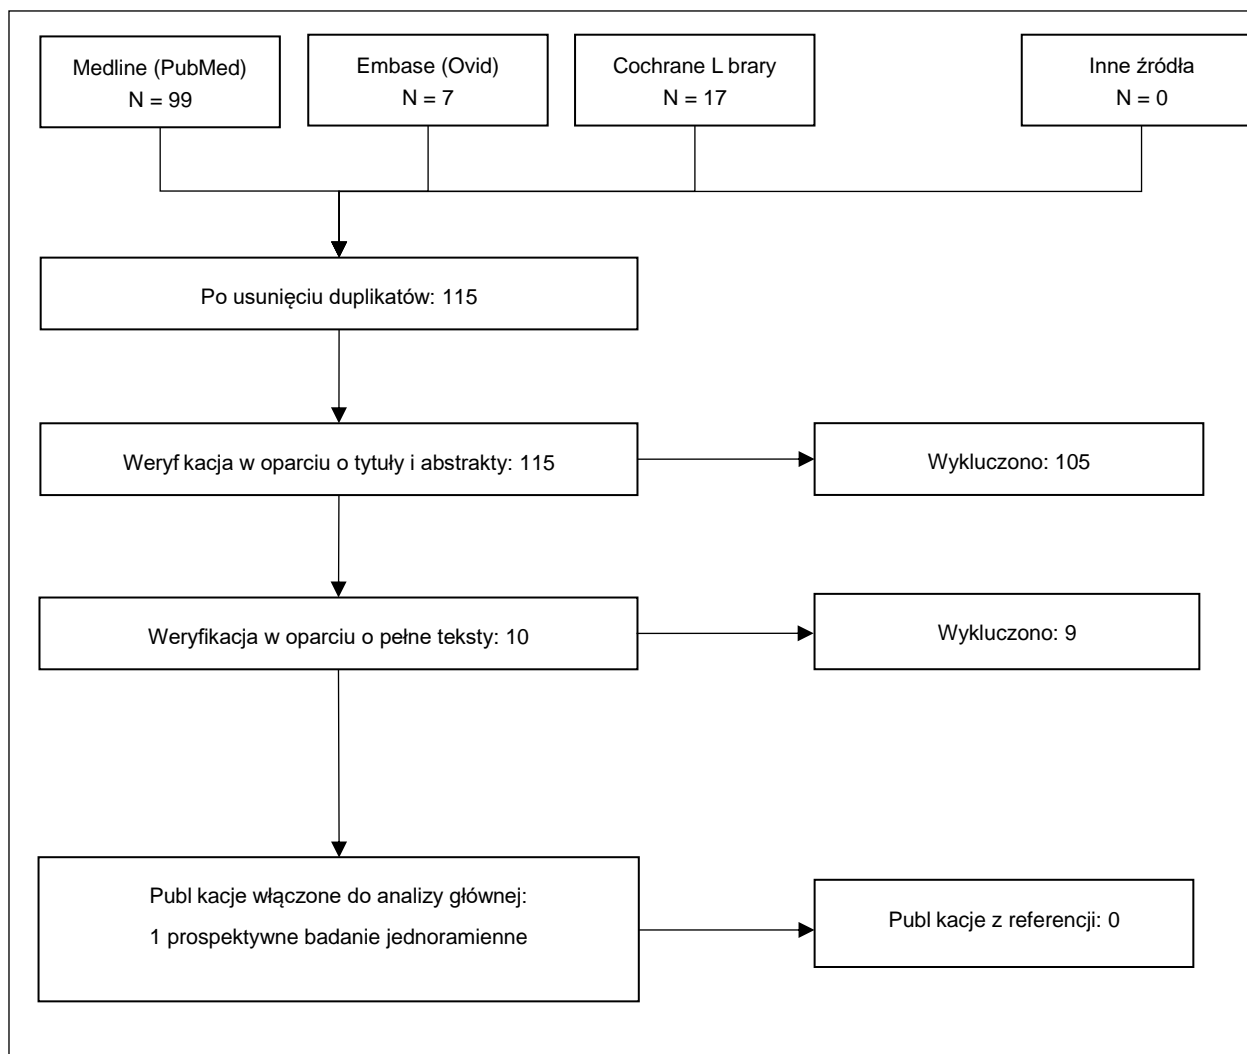 Medline (PubMed)
N = 99
Embase (Ovid)
N = 7
Cochrane L brary
N = 17
Inne źródła
N = 0
Po usunięciu duplikatów: 115
Weryf kacja w oparciu o tytuły i abstrakty: 115
Wykluczono: 105
Weryfikacja w oparciu o pełne teksty: 10
Wykluczono: 9
Publ kacje włączone do analizy głównej:
1 prospektywne badanie jednoramienne
Publ kacje z referencji: 0